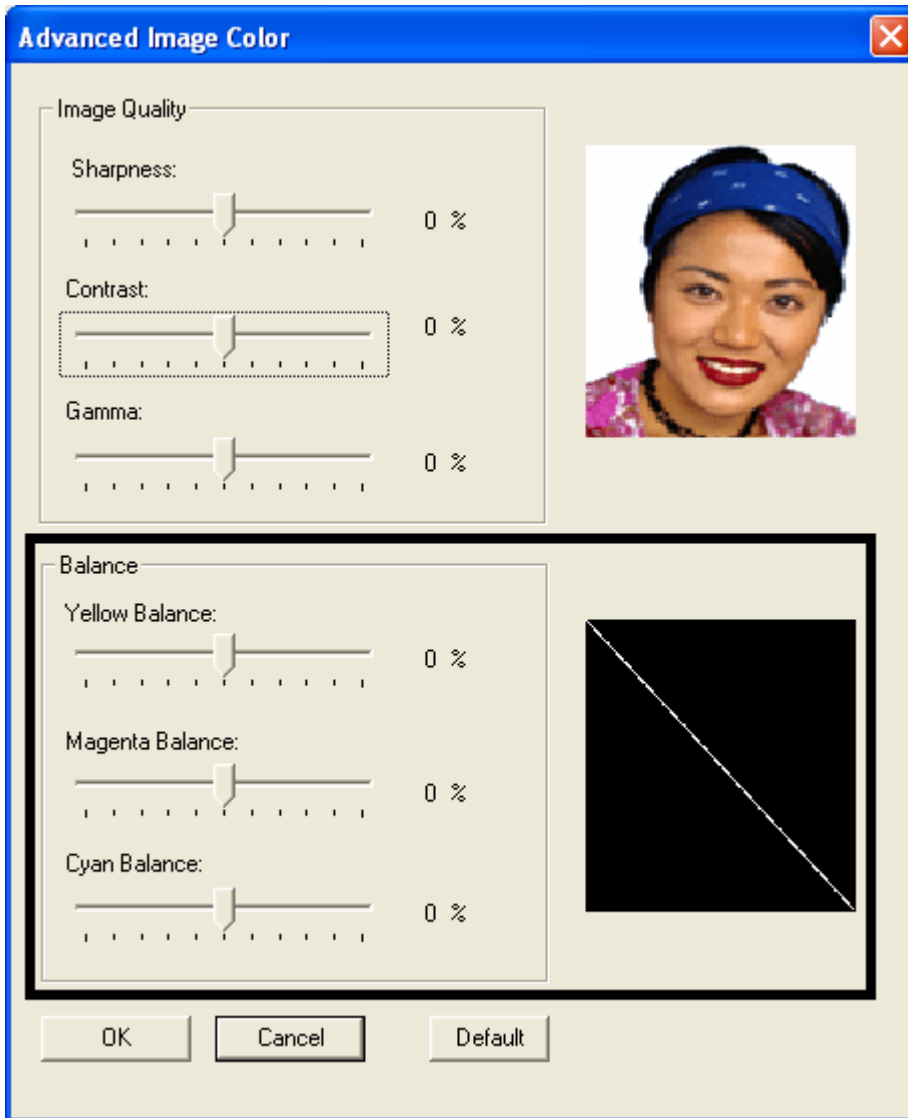 Advanced Image Color
Image Quality
Sharpness:
0 %
Contrast:
0 %
Gamma:
0 %
Balance
Yellow Balance:
0 %
Magenta Balance:
0 %
Cyan Balance:
0 %
OK Cancel Default